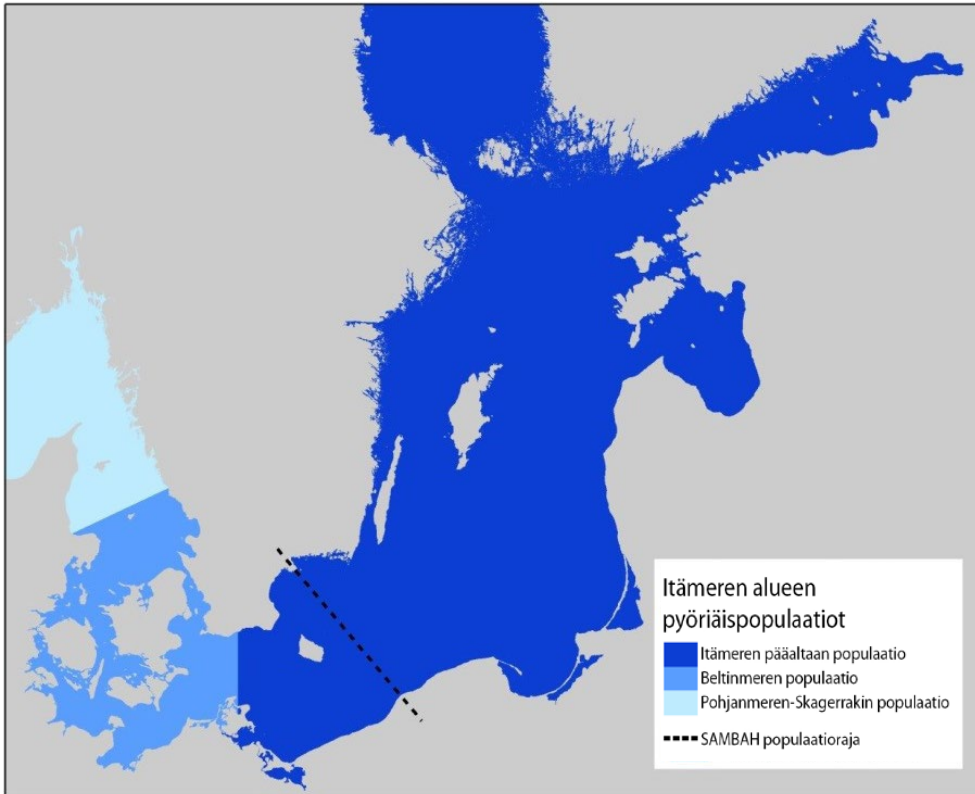 Itämeren alueen
pyöriäispopulaatiot
Itämeren pääaltaan populaatio
Beltinmeren populaatio
Pohjanmeren-Skagerrakin populaatio
SAMBAH populaatioraja